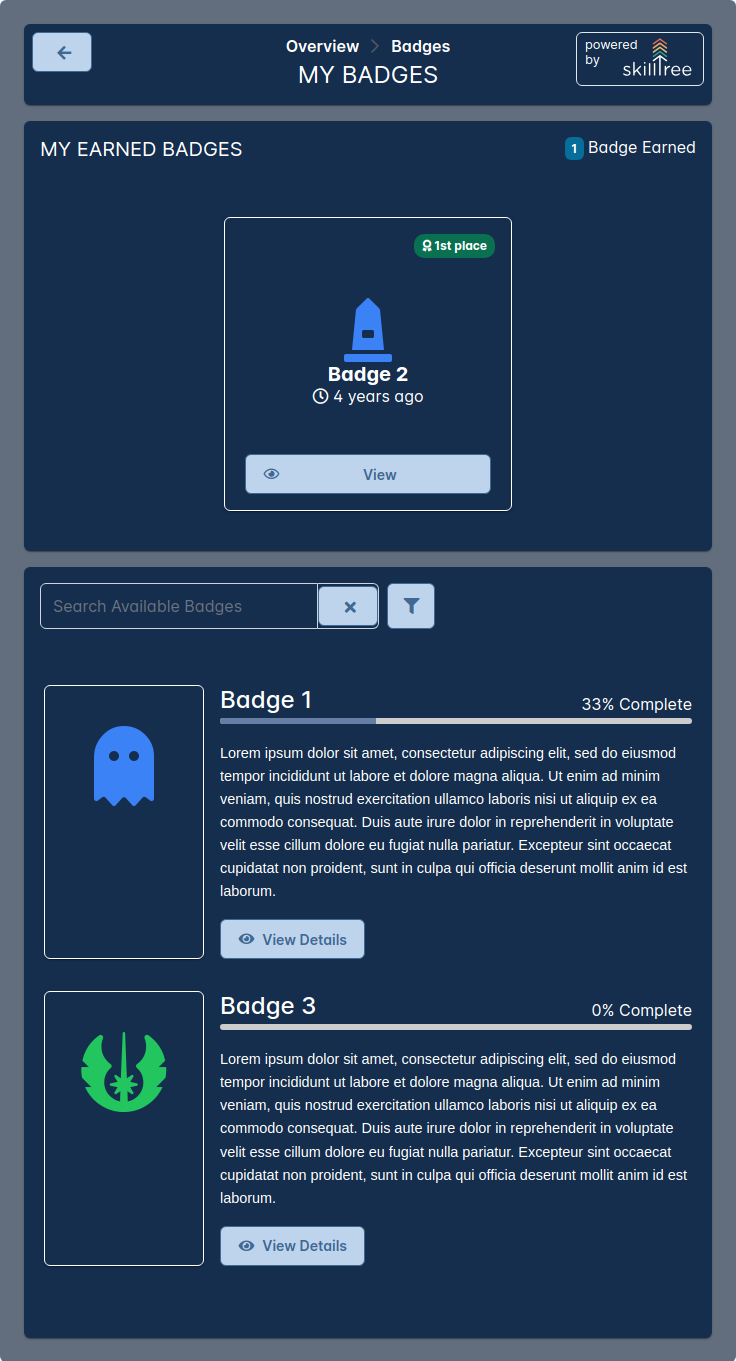 Overview Badges
MY BADGES
powered
by
skilltree
MY EARNED BADGES
1 Badge Earned
1st place
Badge 2
4 years ago
View
Search Available Badges
Badge 1
33% Complete
Lorem ipsum dolor sit amet, consectetur adipiscing elit, sed do eiusmod
tempor incididunt ut labore et dolore magna aliqua. Ut enim ad minim
veniam, quis nostrud exercitation ullamco laboris nisi ut aliquip ex ea
commodo consequat. Duis aute irure dolor in reprehenderit in voluptate
velit esse cillum dolore eu fugiat nulla pariatur. Excepteur sint occaecat
cupidatat non proident, sunt in culpa qui officia deserunt mollit anim id est
laborum.
View Details
Badge 3
0% Complete
Lorem ipsum dolor sit amet, consectetur adipiscing elit, sed do eiusmod
tempor incididunt ut labore et dolore magna aliqua. Ut enim ad minim
veniam, quis nostrud exercitation ullamco laboris nisi ut aliquip ex ea
commodo consequat. Duis aute irure dolor in reprehenderit in voluptate
velit esse cillum dolore eu fugiat nulla pariatur. Excepteur sint occaecat
cupidatat non proident, sunt in culpa qui officia deserunt mollit anim id est
laborum.
View Details